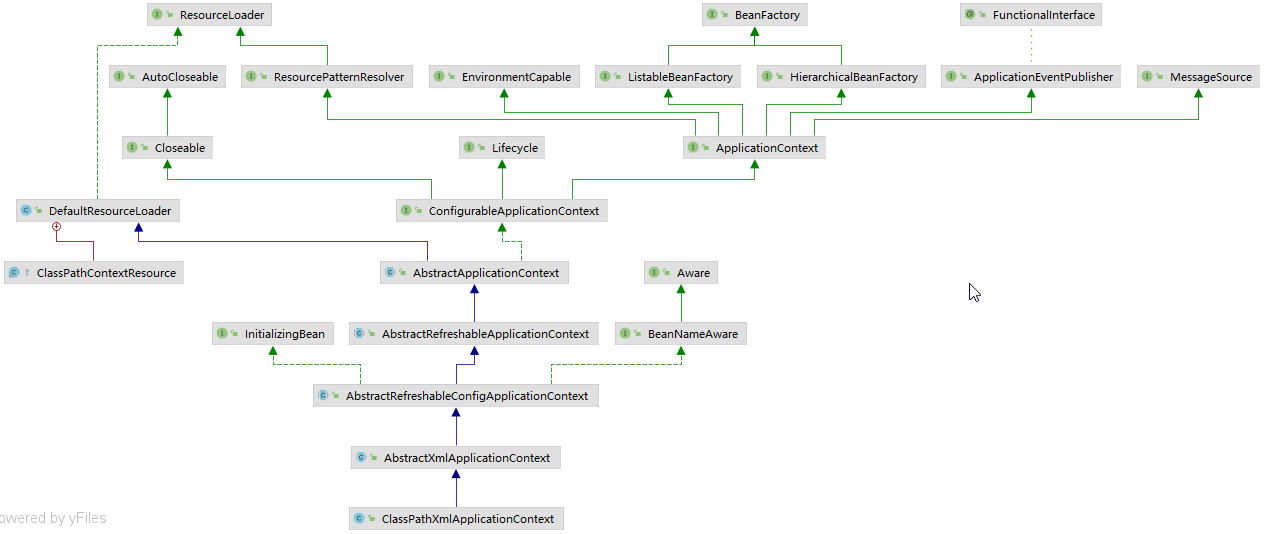 ResourceLoader
BeanFactory
FunctionalInterface
AutoCloseable
ResourcePatternResolver
EnvironmentCapable
ListableBeanFactory
HierarchicalBeanFactory
ApplicationEventPublisher
MessageSource
Closeable
Lifecycle
ApplicationContext
DefaultResourceLoader
ConfigurableApplicationContext
ClassPathContextResource
AbstractApplicationContext
Aware
InitializingBean
AbstractRefreshableApplicationContext
BeanNameAware
AbstractRefreshableConfigApplicationContext
AbstractXmlApplicationContext
ClassPathXmlApplicationContext
owered by yFiles